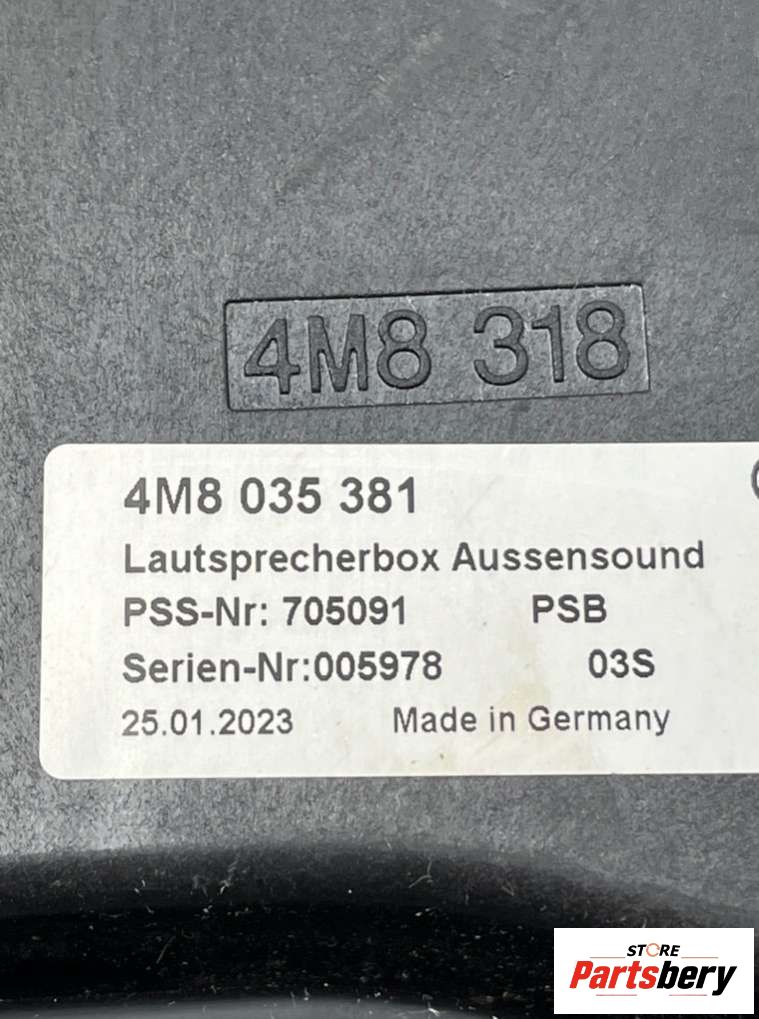 4M8 318
4M8 035 381
Lautsprecherbox Aussensound
PSS-Nr: 705091 PSB
Serien-Nr:005978 03S
25.01.2023 Made in Germany
STORE
Partsbery